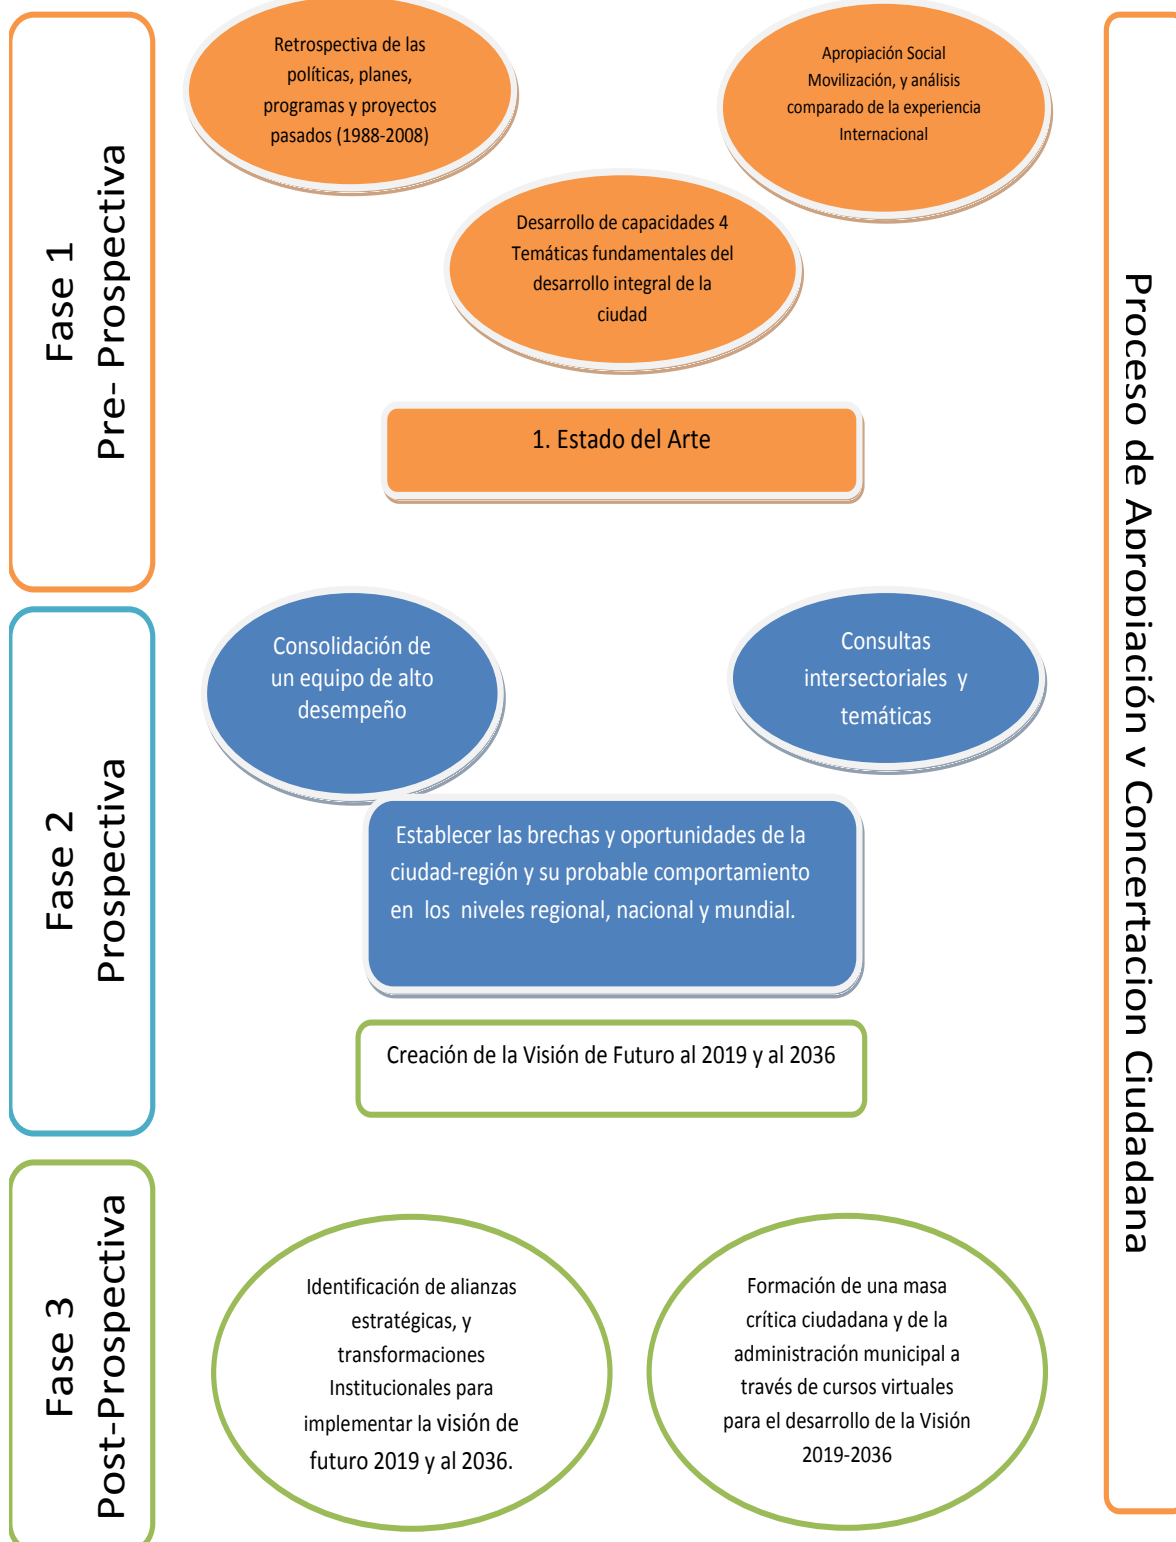 Fase 1
Pre- Prospectiva
Retrospectiva de las
políticas, planes,
programas y proyectos
pasados (1988-2008)
Apropiación Social
Movilización, y análisis
comparado de la experiencia
Internacional
Desarrollo de capacidades 4
Temáticas fundamentales del
desarrollo integral de la
ciudad
1. Estado del Arte
Fase 2
Prospectiva
Consolidación de
un equipo de alto
desempeño
Consultas
intersectoriales y
temáticas
Establecer las brechas y oportunidades de la
ciudad-región y su probable comportamiento
en los niveles regional, nacional y mundial.
Creación de la Visión de Futuro al 2019 y al 2036
Fase 3
Post-Prospectiva
Identificación de alianzas
estratégicas, y
transformaciones
Institucionales para
implementar la visión de
futuro 2019 y al 2036.
Formación de una masa
crítica ciudadana y de la
administración municipal a
través de cursos virtuales
para el desarrollo de la Visión
2019-2036
Proceso de Apropiación y Concertacion Ciudadana